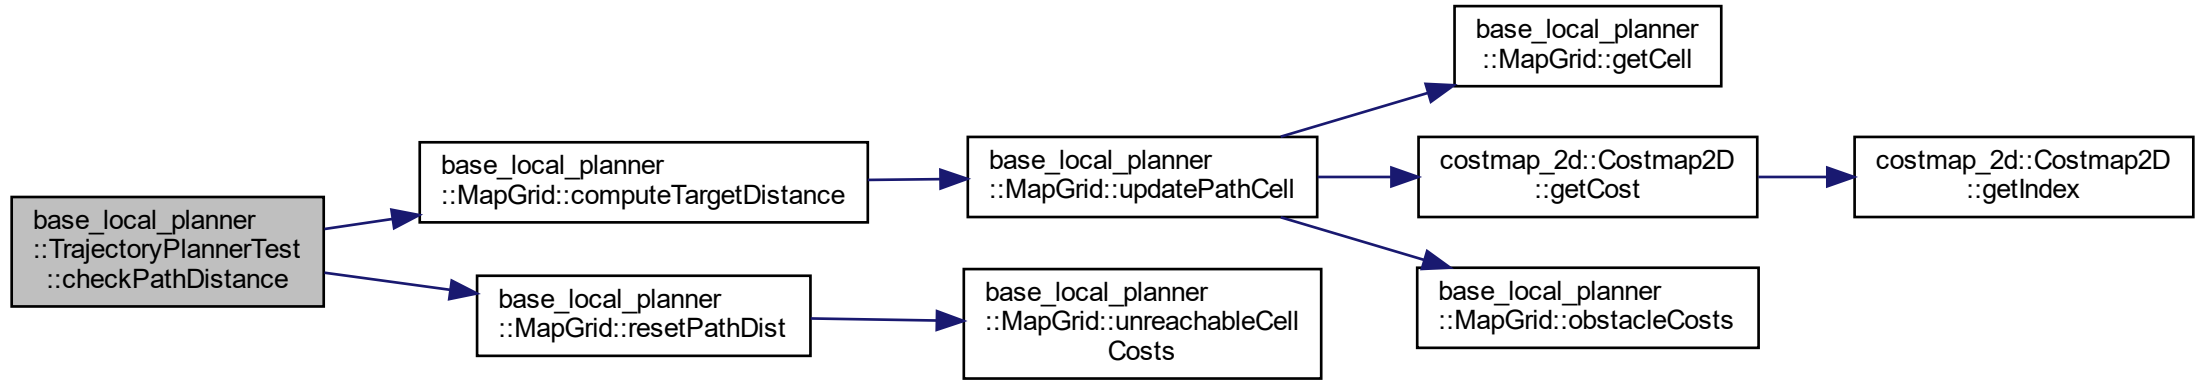 base_local_planner
::TrajectoryPlannerTest
::checkPathDistance
base_local_planner
::MapGrid::computeTargetDistance
base_local_planner
::MapGrid::resetPathDist
base_local_planner
::MapGrid::updatePathCell
base_local_planner
::MapGrid::unreachableCell
Costs
base_local_planner
::MapGrid::getCell
costmap_2d::Costmap2D
::getCost
base_local_planner
::MapGrid::obstacleCosts
costmap_2d::Costmap2D
::getIndex